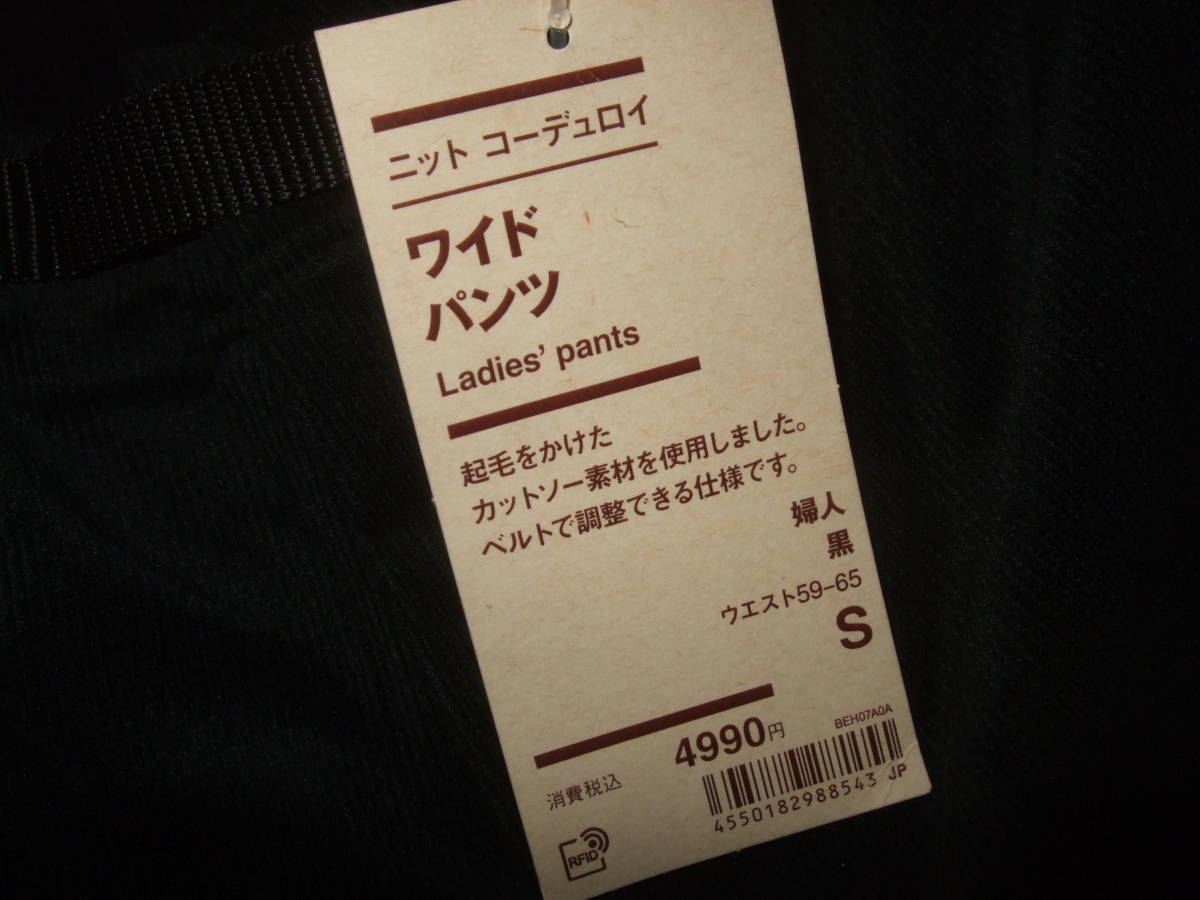 ニット コーデュロイ
ワイド
パンツ
Ladies' pants
起毛をかけた
カットソー素材を使用しました。
ベルトで調整できる仕様です。
婦人
黒
ウエスト59-65
S
4990円
消費税込
BEH07A0A
4550182988543 JP
RFID